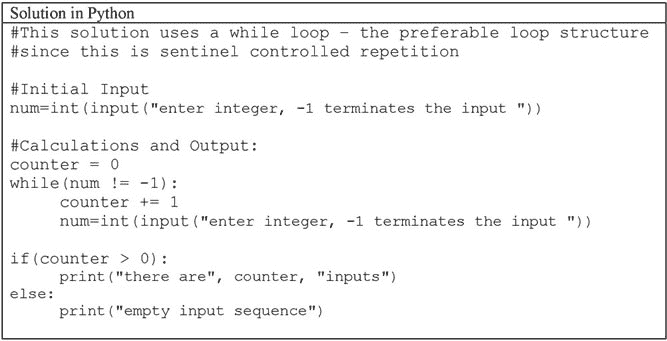 Solution in Python
#This solution uses a while loop – the preferable loop structure
#since this is sentinel controlled repetition
#Initial Input
num=int(input("enter integer, -1 terminates the input "))
#Calculations and Output:
counter = 0
while(num != -1):
counter += 1
num=int(input("enter integer, -1 terminates the input "))
if(counter > 0):
print("there are", counter, "inputs")
else:
print("empty input sequence")